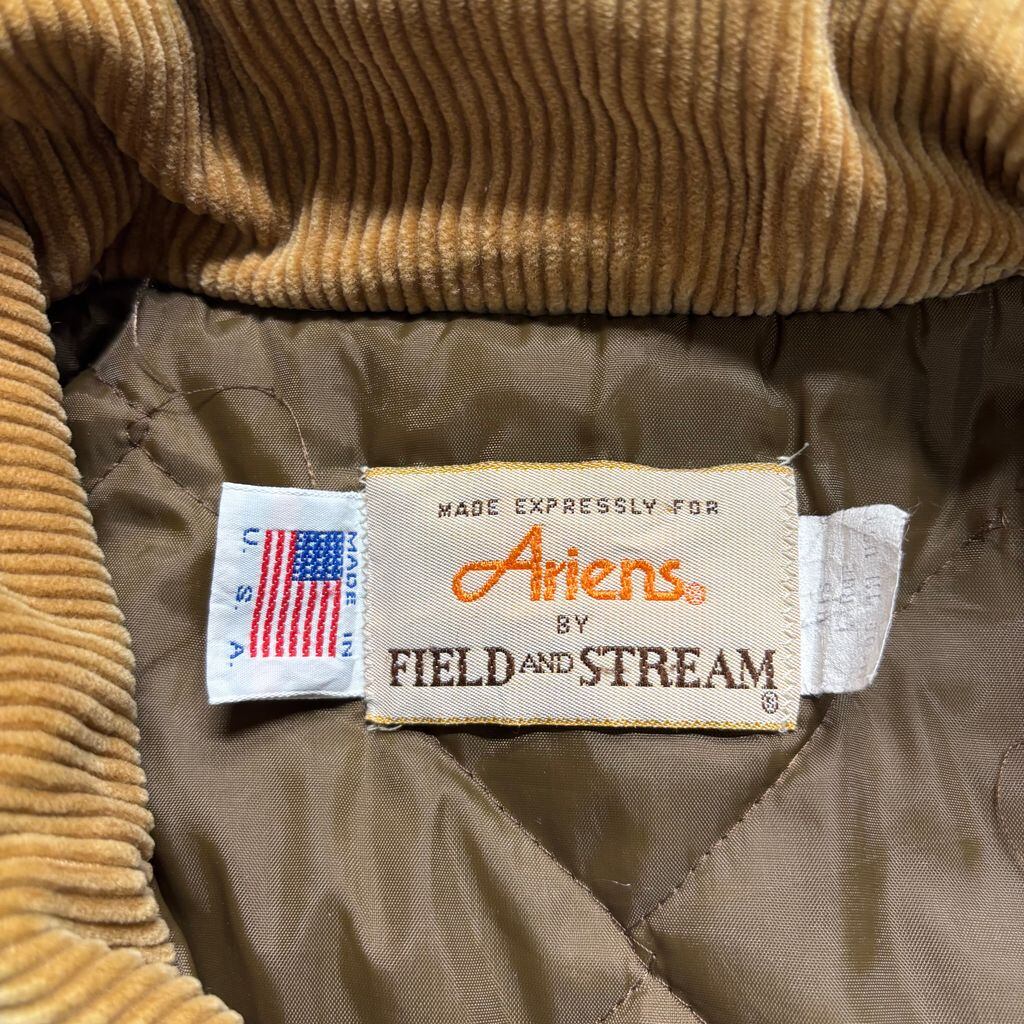 MADE IN
U. S. A.
MADE EXPRESSLY FOR
Ariens®
BY
FIELD AND STREAM®